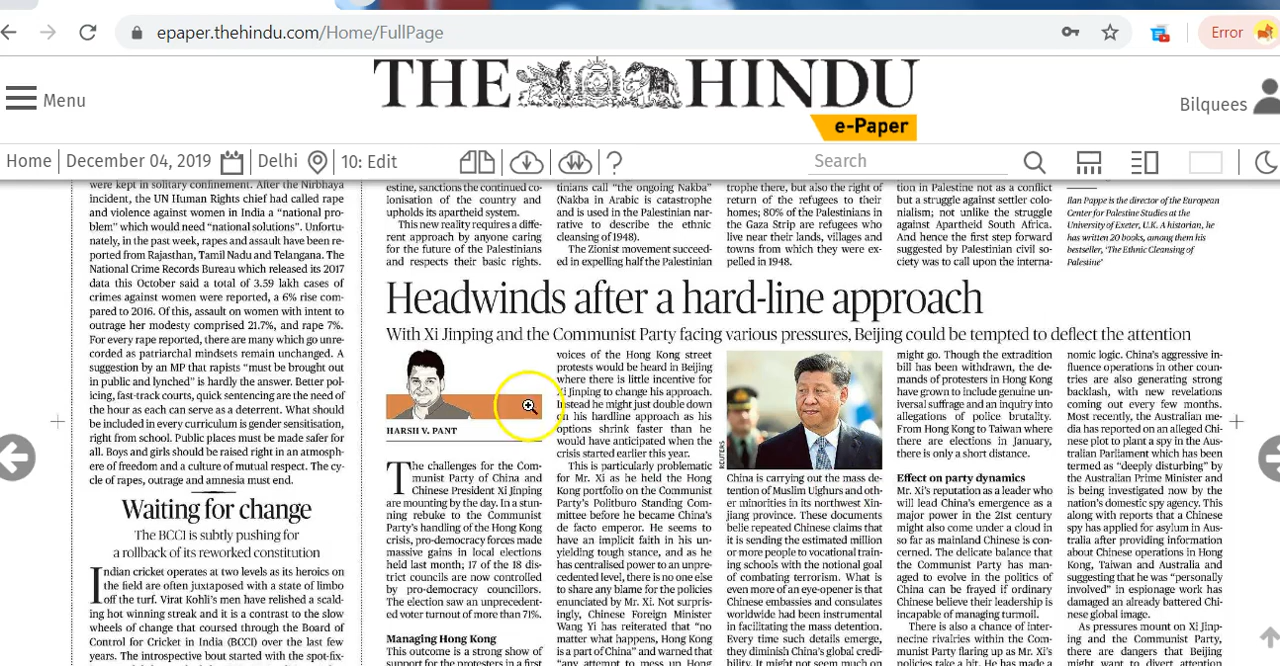 epaper.thehindu.com/Home/FullPage
Error
Menu
THE HINDU
e-Paper
Bilquees
Home
December 04, 2019
Delhi
10: Edit
?
Search
were kept in solitary confinement. After the Nirbhaya
incident, the UN Human Rights chief had called rape
and violence against women in India a “national pro-
blem” which would need “national solutions”. Unfortu-
nately, in the past week, rapes and assault have been re-
ported from Rajasthan, Tamil Nadu and Telangana. The
National Crime Records Bureau which released its 2017
data this October said a total of 3.59 lakh cases of
crimes against women were reported, a 6% rise com-
pared to 2016. Of this, assault on women with intent to
outrage her modesty comprised 21.7%, and rape 7%.
For every rape reported, there are many which go unre-
corded as patriarchal mindsets remain unchanged. A
suggestion by an MP that rapists “must be brought out
in public and lynched” is hardly the answer. Better pol-
icing, fast-track courts, quick sentencing are the need of
the hour as each can serve as a deterrent. What should
be included in every curriculum is gender sensitisation,
right from school. Public places must be made safer for
all. Boys and girls should be raised right in an atmosph-
ere of freedom and a culture of mutual respect. The cy-
cle of rapes, outrage and amnesia must end.
Waiting for change
The BCCI is subtly pushing for
a rollback of its reworked constitution
Indian cricket operates at two levels as its heroics on
the field are often juxtaposed with a state of limbo
off the turf. Virat Kohli’s men have relished a scald-
ing hot winning streak and it is a contrast to the slow
wheels of change that coursed through the Board of
Control for Cricket in India (BCCI) over the last few
years. The introspective bout started with the spot-fix-
estine, sanctions the continued co-
lonisation of the country and
upholds its apartheid system.
This new reality requires a diffe-
rent approach by anyone caring
for the future of the Palestinians
and respects their basic rights.
tinians call “the ongoing Nakba”
(Nakba in Arabic is catastrophe
and is used in the Palestinian nar-
rative to describe the ethnic
cleansing of 1948).
The Zionist movement succeed-
ed in expelling half the Palestinian
trophe there, but also the right of
return of the refugees to their
homes; 80% of the Palestinians in
the Gaza Strip are refugees who
live near their lands, villages and
towns from which they were ex-
pelled in 1948.
tion in Palestine not as a conflict
but a struggle against settler colo-
nialism; not unlike the struggle
against Apartheid South Africa.
And hence the first step forward
suggested by Palestinian civil so-
ciety was to call upon the interna-
Ilan Pappe is the director of the European
Center for Palestine Studies at the
University of Exeter, U.K. A historian, he
has written 20 books, among them his
bestseller, ‘The Ethnic Cleansing of
Palestine’
Headwinds after a hard-line approach
With Xi Jinping and the Communist Party facing various pressures, Beijing could be tempted to deflect the attention
HARSH V. PANT
The challenges for the Com-
munist Party of China and
Chinese President Xi Jinping
are mounting by the day. In a stun-
ning rebuke to the Communist
Party’s handling of the Hong Kong
crisis, pro-democracy forces made
massive gains in local elections
held last month; 17 of the 18 dis-
trict councils are now controlled
by pro-democracy councillors.
The election saw an unprecedent-
ed voter turnout of more than 71%.
Managing Hong Kong
This outcome is a strong show of
support for the protesters in a first
voices of the Hong Kong street
protests would be heard in Beijing
where there is little incentive for
Xi Jinping to change his approach.
Instead he might just double down
on his hardline approach as his
options shrink faster than he
would have anticipated when the
crisis started earlier this year.
This is particularly problematic
for Mr. Xi as he held the Hong
Kong portfolio on the Communist
Party’s Politburo Standing Com-
mittee before he became China’s
de facto emperor. He seems to
have an implicit faith in his un-
yielding tough stance, and as he
has centralised power to an unpre-
cedented level, there is no one else
to share any blame for the policies
enunciated by Mr. Xi. Not surpris-
ingly, Chinese Foreign Minister
Wang Yi has reiterated that “no
matter what happens, Hong Kong
is a part of China” and warned that
“any attempt to mess up Hong
REUTERS
China is carrying out the mass de-
tention of Muslim Uighurs and oth-
er minorities in its northwest Xin-
jiang province. These documents
belie repeated Chinese claims that
it is sending the estimated million
or more people to vocational train-
ing schools with the notional goal
of combating terrorism. What is
even more of an eye-opener is that
Chinese embassies and consulates
worldwide had been instrumental
in facilitating the mass detention.
Every time such details emerge,
they diminish China’s global credi-
bility. It might not seem much on
might go. Though the extradition
bill has been withdrawn, the de-
mands of protesters in Hong Kong
have grown to include genuine un-
iversal suffrage and an inquiry into
allegations of police brutality.
From Hong Kong to Taiwan where
there are elections in January,
there is only a short distance.
Effect on party dynamics
Mr. Xi’s reputation as a leader who
will lead China’s emergence as a
major power in the 21st century
might also come under a cloud in
so far as mainland Chinese is con-
cerned. The delicate balance that
the Communist Party has man-
aged to evolve in the politics of
China can be frayed if ordinary
Chinese believe their leadership is
incapable of managing turmoil.
There is also a chance of inter-
necine rivalries within the Com-
munist Party flaring up as Mr. Xi’s
policies take a hit. He has made a
nomic logic. China’s aggressive in-
fluence operations in other coun-
tries are also generating strong
backlash, with new revelations
coming out every few months.
Most recently, the Australian me-
dia has reported on an alleged Chi-
nese plot to plant a spy in the Aus-
tralian Parliament which has been
termed as “deeply disturbing” by
the Australian Prime Minister and
is being investigated now by the
nation’s domestic spy agency. This
along with reports that a Chinese
spy has applied for asylum in Aus-
tralia after providing information
about Chinese operations in Hong
Kong, Taiwan and Australia and
suggesting that he was “personally
involved” in espionage work has
damaged an already battered Chi-
nese global image.
As pressures mount on Xi Jinp-
ing and the Communist Party,
there are dangers that Beijing
might want to divert